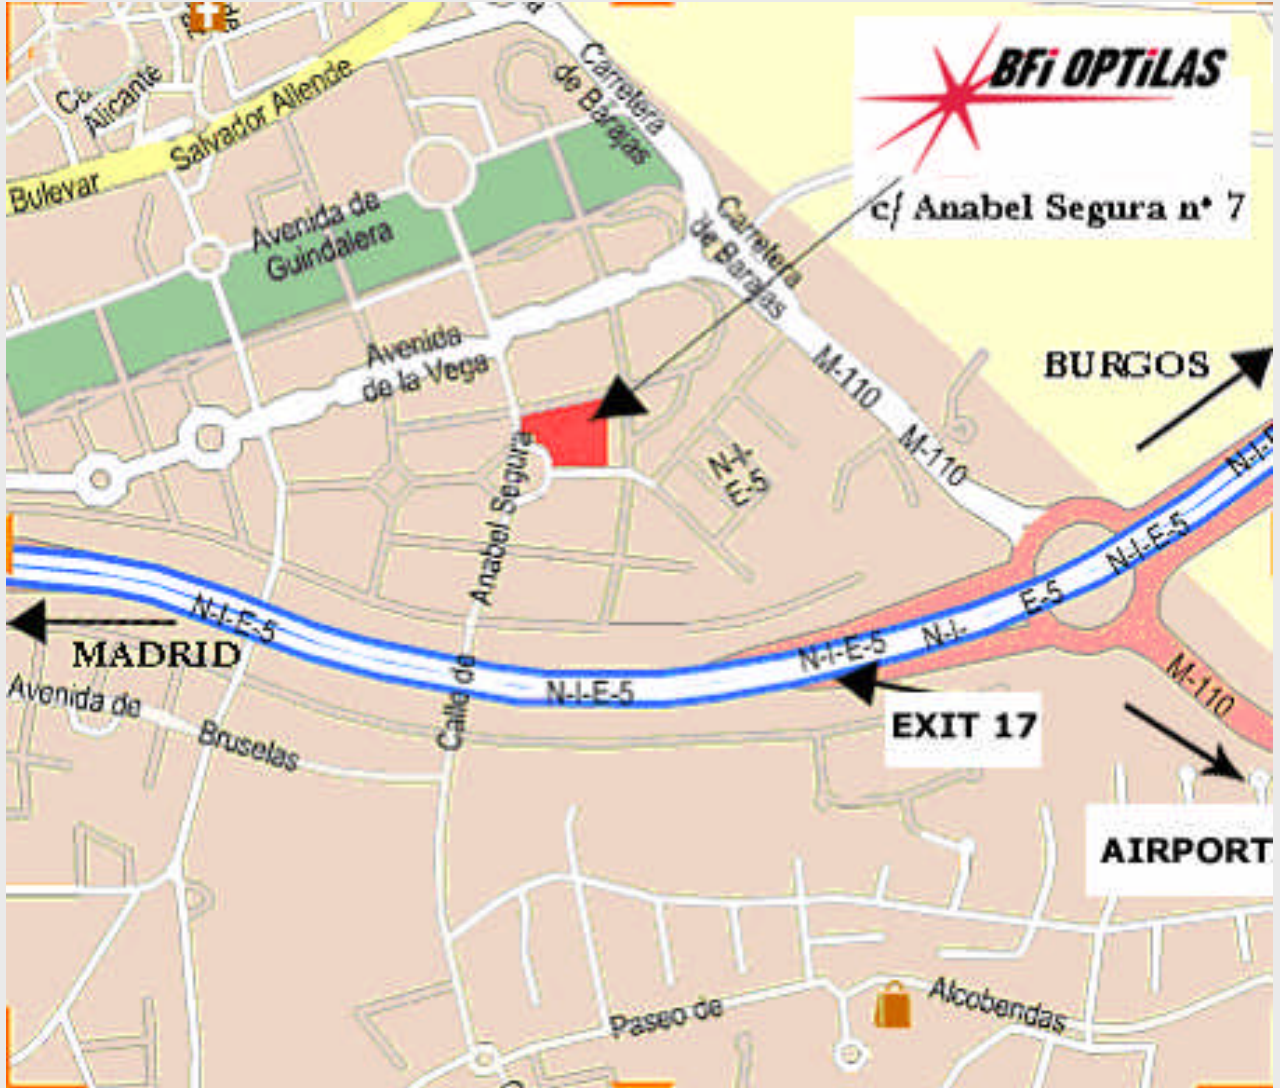 BFi OPTiLAS
c/ Anabel Segura nº 7
Carretera
de Barajas
Alicante
Bulevar Salvador Allende
Avenida de
Guindalera
Carretera
de Barajas
Avenida
de la Vega
M-110
BURGOS
M-110
N-I-E-5
Calle de Anabel Segura
N-I-E-5
E-5
N-I-
N-I-E-5
N-I-E-5
N-I-E-5
MADRID
M-110
Avenida de Bruselas
EXIT 17
AIRPORT
Paseo de Alcobendas